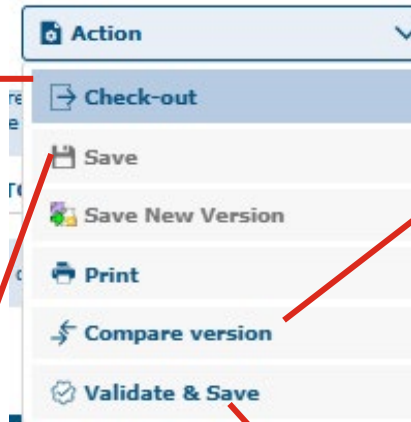 Action
Check-out
Save
Save New Version
Print
Compare version
Validate & Save